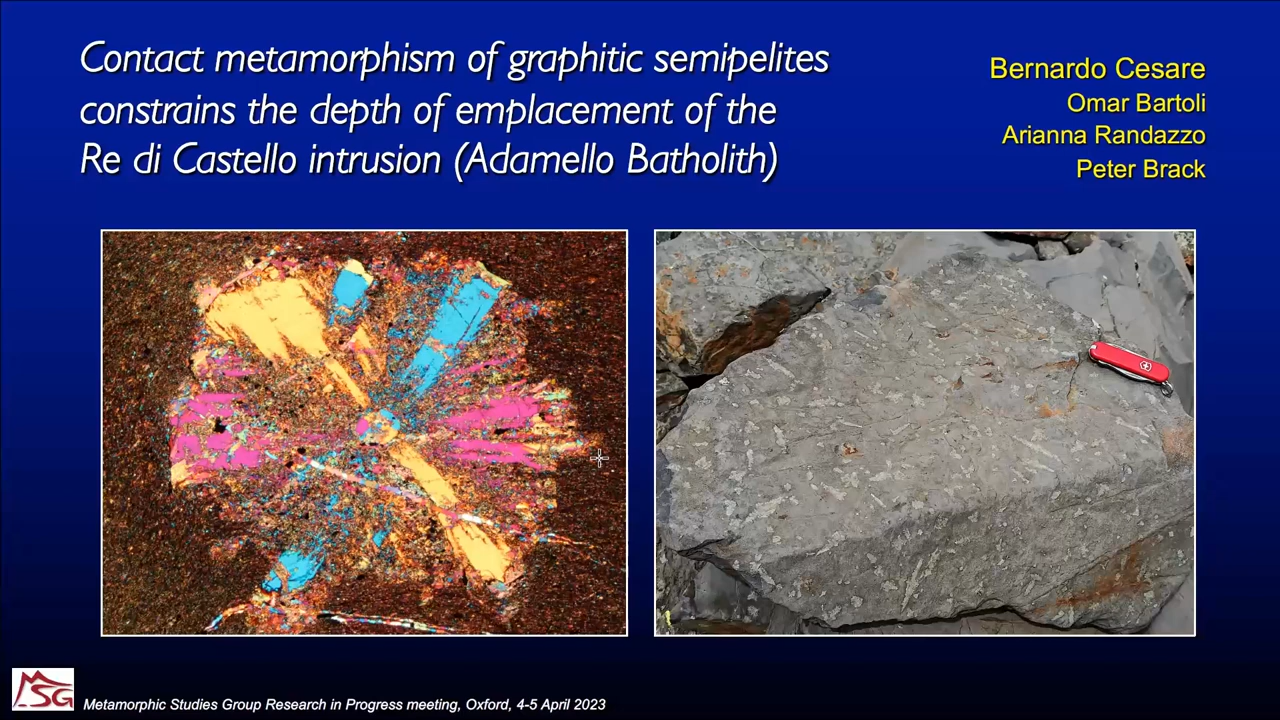 Contact metamorphism of graphitic semipelites
constrains the depth of emplacement of the
Re di Castello intrusion (Adamello Batholith)
Bernardo Cesare
Omar Bartoli
Arianna Randazzo
Peter Brack
MSG
Metamorphic Studies Group Research in Progress meeting, Oxford, 4-5 April 2023